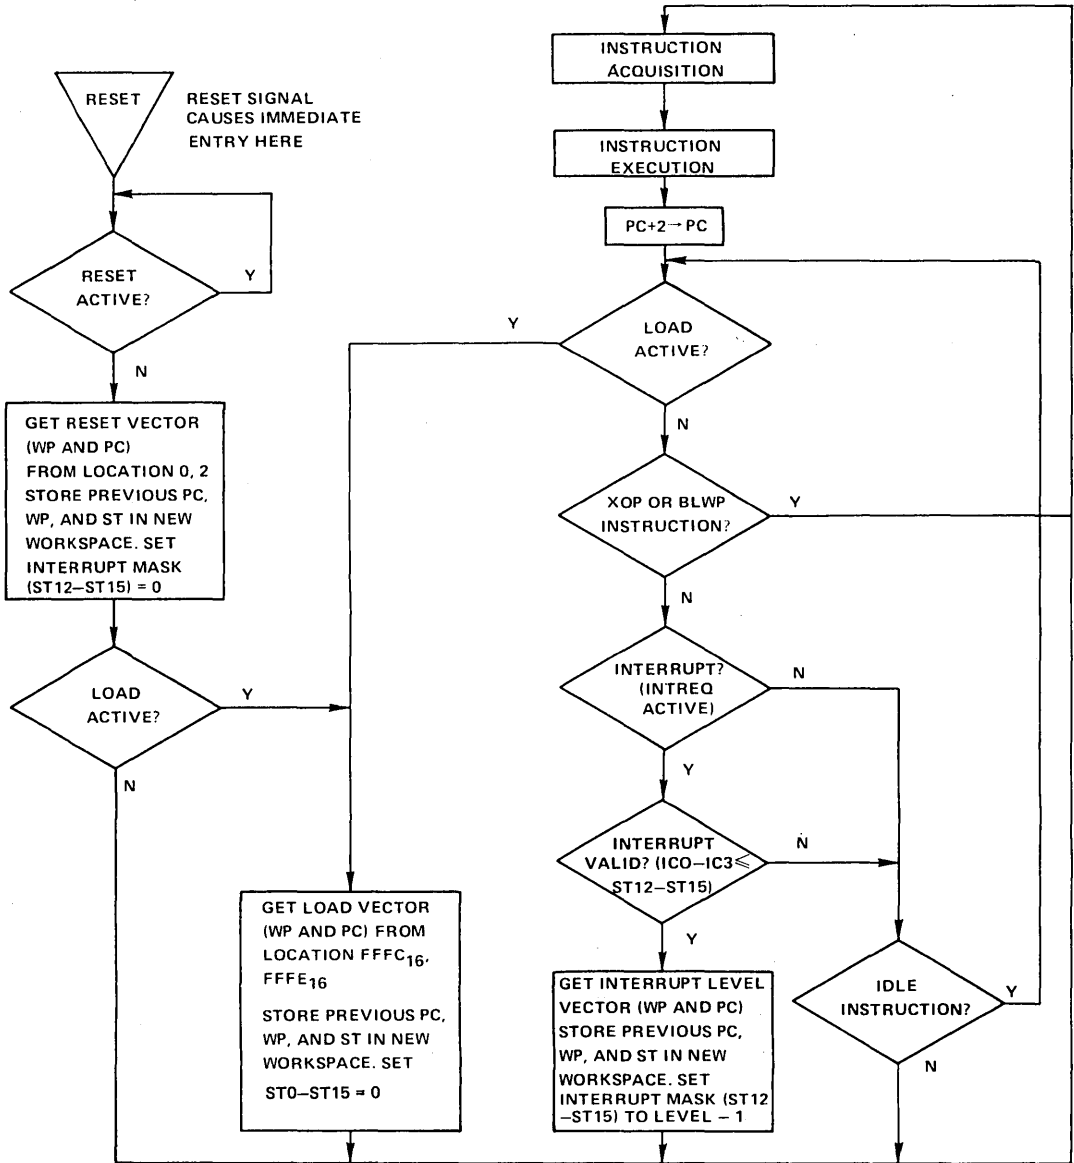 RESET
RESET SIGNAL
CAUSES IMMEDIATE
ENTRY HERE
RESET
ACTIVE?
Y
N
GET RESET VECTOR
(WP AND PC)
FROM LOCATION 0, 2
STORE PREVIOUS PC,
WP, AND ST IN NEW
WORKSPACE. SET
INTERRUPT MASK
(ST12–ST15) = 0
LOAD
ACTIVE?
Y
N
GET LOAD VECTOR
(WP AND PC) FROM
LOCATION FFFC16,
FFFE16
STORE PREVIOUS PC,
WP, AND ST IN NEW
WORKSPACE. SET
ST0–ST15 = 0
INSTRUCTION
ACQUISITION
INSTRUCTION
EXECUTION
PC+2→PC
LOAD
ACTIVE?
Y
N
XOP OR BLWP
INSTRUCTION?
Y
N
INTERRUPT?
(INTREQ
ACTIVE)
N
Y
INTERRUPT
VALID? (IC0–IC3⩽
ST12–ST15)
N
Y
GET INTERRUPT LEVEL
VECTOR (WP AND PC)
STORE PREVIOUS PC,
WP, AND ST IN NEW
WORKSPACE. SET
INTERRUPT MASK (ST12
–ST15) TO LEVEL – 1
IDLE
INSTRUCTION?
Y
N